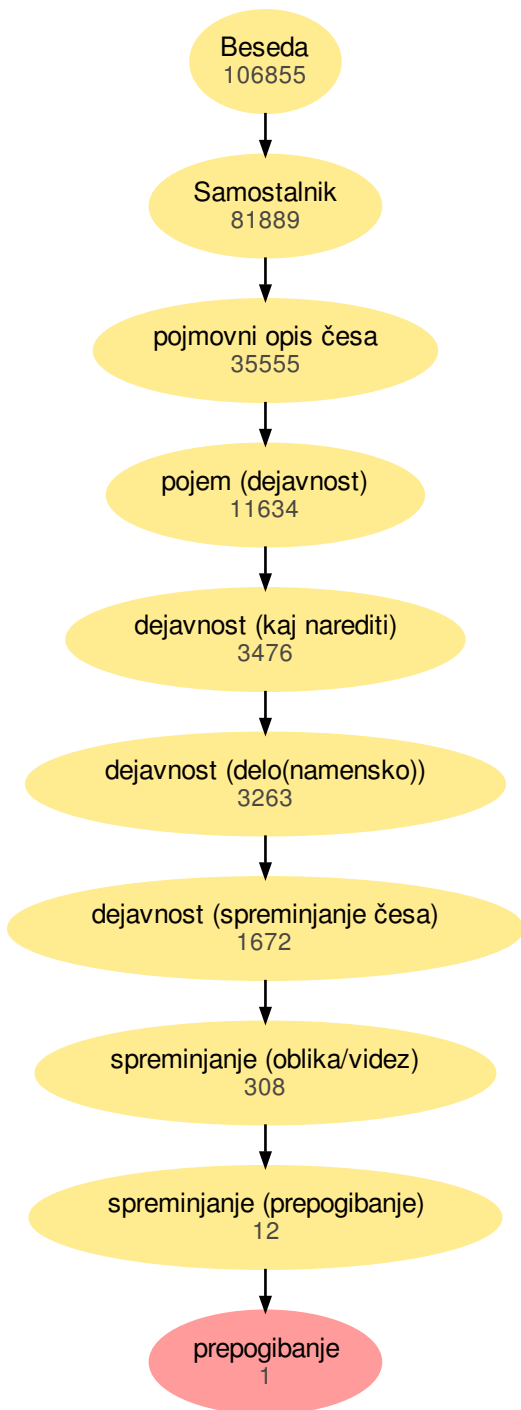 Beseda
106855
Samostalnik
81889
pojmovni opis česa
35555
pojem (dejavnost)
11634
dejavnost (kaj narediti)
3476
dejavnost (delo(namensko))
3263
dejavnost (spreminjanje česa)
1672
spreminjanje (oblika/videz)
308
spreminjanje (prepogibanje)
12
prepogibanje
1